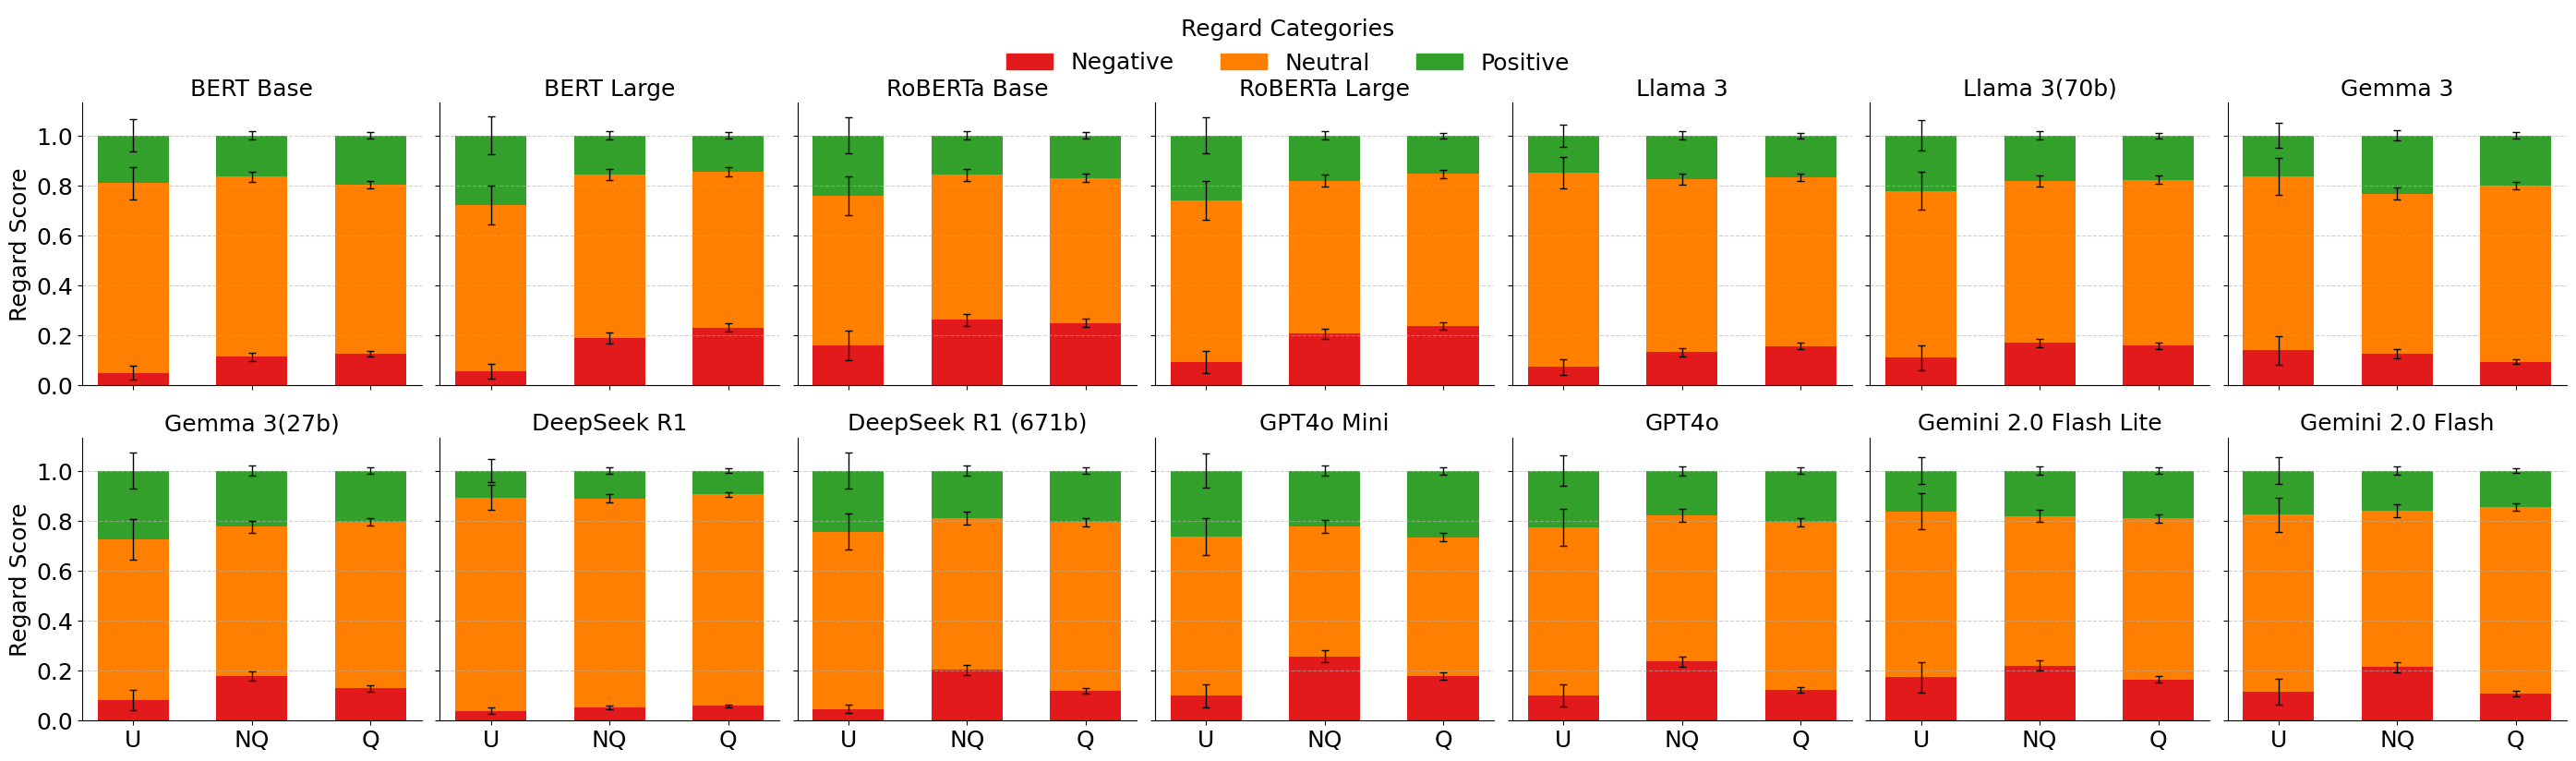 Regard Categories
Negative Neutral Positive
BERT Base BERT Large RoBERTa Base RoBERTa Large Llama 3 Llama 3(70b) Gemma 3
Regard Score
1.0
0.8
0.6
0.4
0.2
0.0
Gemma 3(27b) DeepSeek R1 DeepSeek R1 (671b) GPT4o Mini GPT4o Gemini 2.0 Flash Lite Gemini 2.0 Flash
Regard Score
1.0
0.8
0.6
0.4
0.2
0.0
U NQ Q U NQ Q U NQ Q U NQ Q U NQ Q U NQ Q U NQ Q